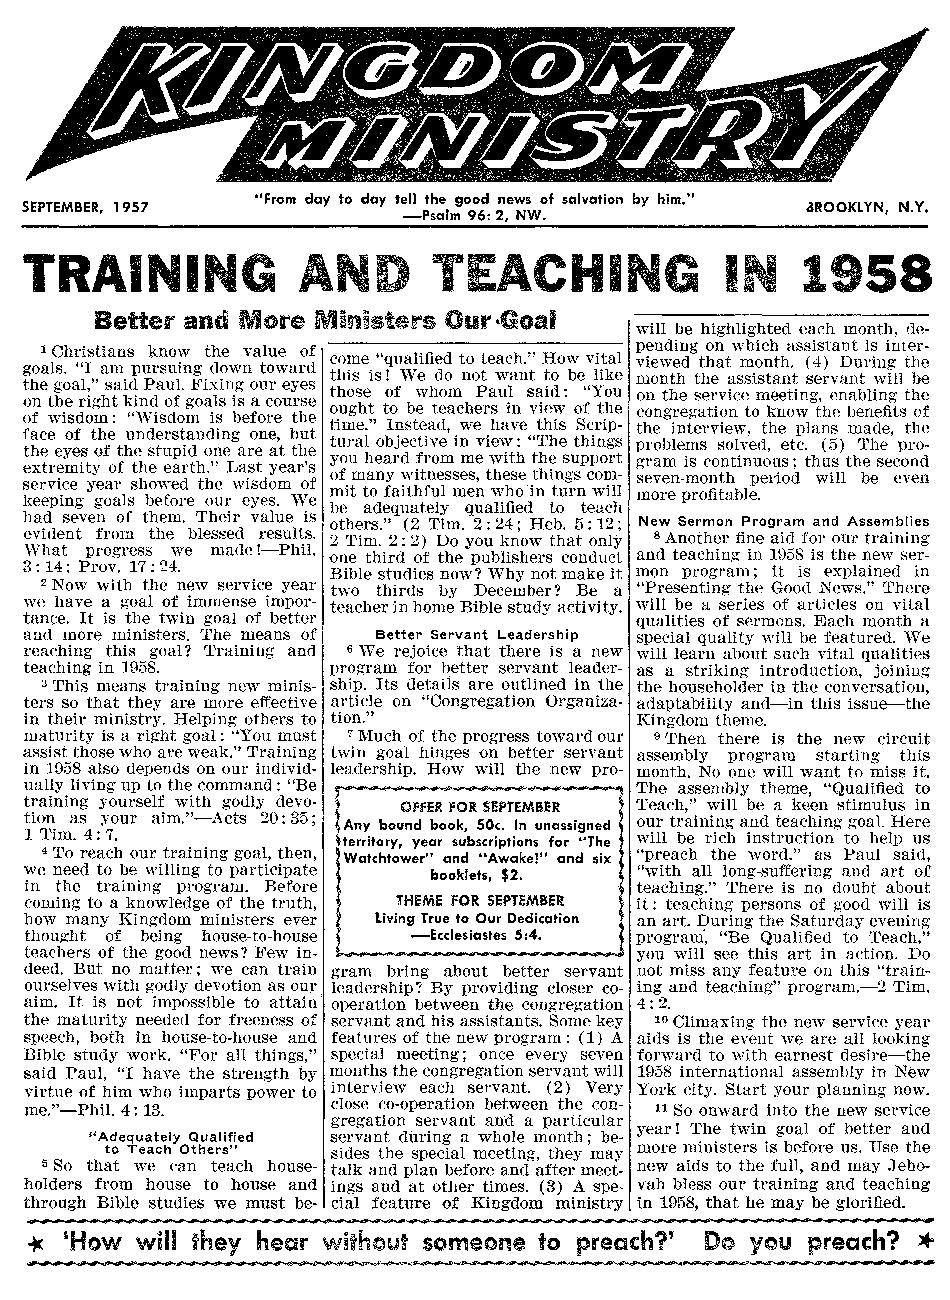 KINGDOM
MINISTRY
SEPTEMBER, 1957
"From day to day tell the good news of salvation by him."
—Psalm 96:2, NW.
BROOKLYN, N.Y.
TRAINING AND TEACHING IN 1958
Better and More Ministers Our Goal
1 Christians know the value of
goals. "I am pursuing down toward
the goal," said Paul. Fixing our eyes
on the right kind of goals is a course
of wisdom: "Wisdom is before the
face of the understanding one, but
the eyes of the stupid one are at the
extremity of the earth." Last year's
service year showed the wisdom of
keeping goals before our eyes. We
had seven of them. Their value is
evident from the blessed results.
What progress we made!—Phil.
3:14; Prov. 17:24.
2 Now with the new service year
we have a goal of immense impor-
tance. It is the twin goal of better
and more ministers. The means of
reaching this goal? Training and
teaching in 1958.
3 This means training new minis-
ters so that they are more effective
in their ministry. Helping others to
maturity is a right goal: "You must
assist those who are weak." Training
in 1958 also depends on our individ-
ually living up to the command: "Be
training yourself with godly devo-
tion as your aim."—Acts 20:35;
1 Tim. 4:7.
4 To reach our training goal, then,
we need to be willing to participate
in the training program. Before
coming to a knowledge of the truth,
how many Kingdom ministers ever
thought of being house-to-house
teachers of the good news? Few in-
deed. But no matter; we can train
ourselves with godly devotion as our
aim. It is not impossible to attain
the maturity needed for freeness of
speech, both in house-to-house and
Bible study work. "For all things,"
said Paul, "I have the strength by
virtue of him who imparts power to
me."—Phil. 4:13.
"Adequately Qualified
to Teach Others"
5 So that we can teach house-
holders from house to house and
through Bible studies we must be-
come "qualified to teach." How vital
this is! We do not want to be like
those of whom Paul said: "You
ought to be teachers in view of the
time." Instead, we have this Scrip-
tural objective in view: "The things
you heard from me with the support
of many witnesses, these things com-
mit to faithful men who in turn will
be adequately qualified to teach
others." (2 Tim. 2:24; Heb. 5:12;
2 Tim. 2:2) Do you know that only
one third of the publishers conduct
Bible studies now? Why not make it
two thirds by December? Be a
teacher in home Bible study activity.
Better Servant Leadership
6 We rejoice that there is a new
program for better servant leader-
ship. Its details are outlined in the
article on "Congregation Organiza-
tion."
7 Much of the progress toward our
twin goal hinges on better servant
leadership. How will the new pro-
OFFER FOR SEPTEMBER
Any bound book, 50c. In unassigned
territory, year subscriptions for "The
Watchtower" and "Awake!" and six
booklets, $2.
THEME FOR SEPTEMBER
Living True to Our Dedication
—Ecclesiastes 5:4.
gram bring about better servant
leadership? By providing closer co-
operation between the congregation
servant and his assistants. Some key
features of the new program: (1) A
special meeting; once every seven
months the congregation servant will
interview each servant. (2) Very
close co-operation between the con-
gregation servant and a particular
servant during a whole month; be-
sides the special meeting, they may
talk and plan before and after meet-
ings and at other times. (3) A spe-
cial feature of Kingdom ministry
will be highlighted each month, de-
pending on which assistant is inter-
viewed that month. (4) During the
month the assistant servant will be
on the service meeting, enabling the
congregation to know the benefits of
the interview, the plans made, the
problems solved, etc. (5) The pro-
gram is continuous; thus the second
seven-month period will be even
more profitable.
New Sermon Program and Assemblies
8 Another fine aid for our training
and teaching in 1958 is the new ser-
mon program; it is explained in
"Presenting the Good News." There
will be a series of articles on vital
qualities of sermons. Each month a
special quality will be featured. We
will learn about such vital qualities
as a striking introduction, joining
the householder in the conversation,
adaptability and—in this issue—the
Kingdom theme.
9 Then there is the new circuit
assembly program starting this
month. No one will want to miss it.
The assembly theme, "Qualified to
Teach," will be a keen stimulus in
our training and teaching goal. Here
will be rich instruction to help us
"preach the word," as Paul said,
"with all long-suffering and art of
teaching." There is no doubt about
it: teaching persons of good will is
an art. During the Saturday evening
program, "Be Qualified to Teach,"
you will see this art in action. Do
not miss any feature on this "train-
ing and teaching" program.—2 Tim.
4:2.
10 Climaxing the new service year
aids is the event we are all looking
forward to with earnest desire—the
1958 international assembly in New
York city. Start your planning now.
11 So onward into the new service
year! The twin goal of better and
more ministers is before us. Use the
new aids to the full, and may Jeho-
vah bless our training and teaching
in 1958, that he may be glorified.
★ 'How will they hear without someone to preach?' Do you preach? ★